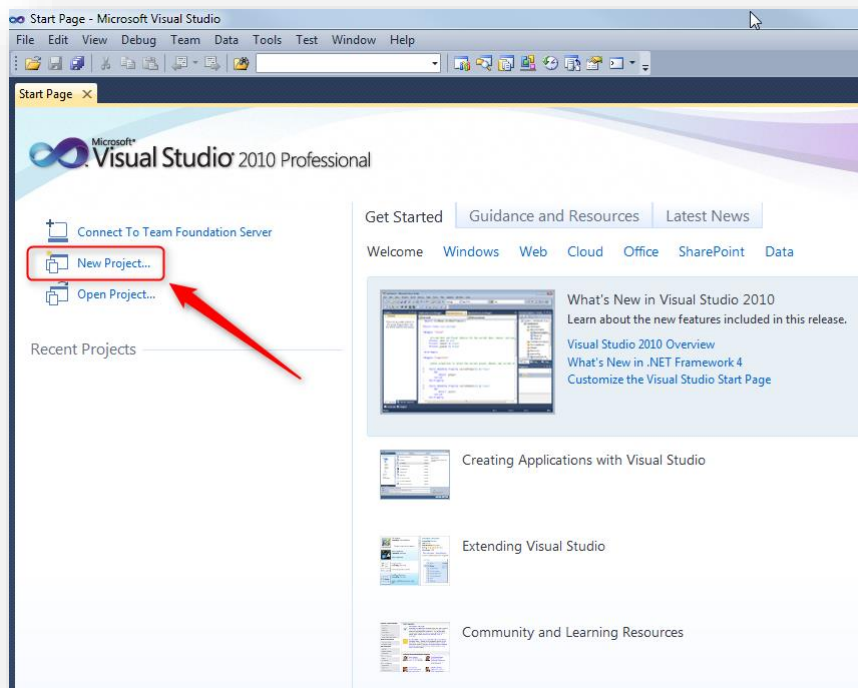 Start Page - Microsoft Visual Studio
File Edit View Debug Team Data Tools Test Window Help
Start Page
Microsoft
Visual Studio 2010 Professional
Connect To Team Foundation Server
New Project...
Open Project...
Recent Projects
Get Started Guidance and Resources Latest News
Welcome Windows Web Cloud Office SharePoint Data
What's New in Visual Studio 2010
Learn about the new features included in this release.
Visual Studio 2010 Overview
What's New in .NET Framework 4
Customize the Visual Studio Start Page
Creating Applications with Visual Studio
Extending Visual Studio
Community and Learning Resources